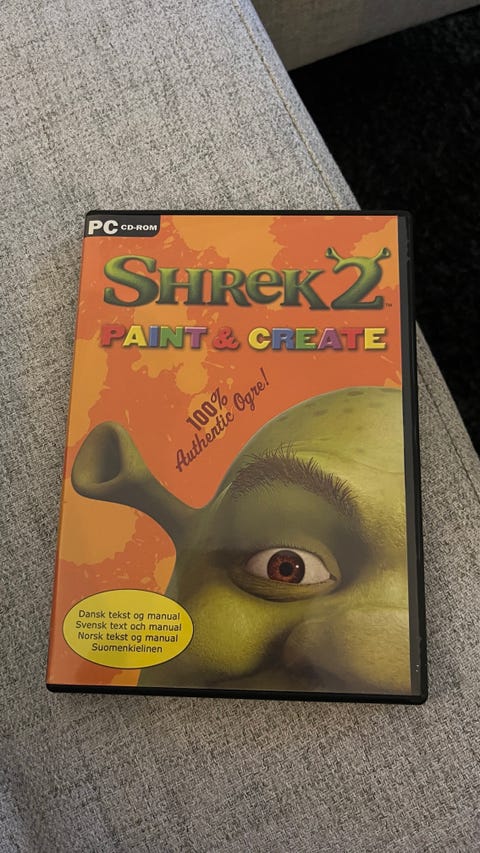 PC CD-ROM
SHREK 2™
PAINT & CREATE
100%
Authentic Ogre!
Dansk tekst og manual
Svensk text och manual
Norsk tekst og manual
Suomenkielinen